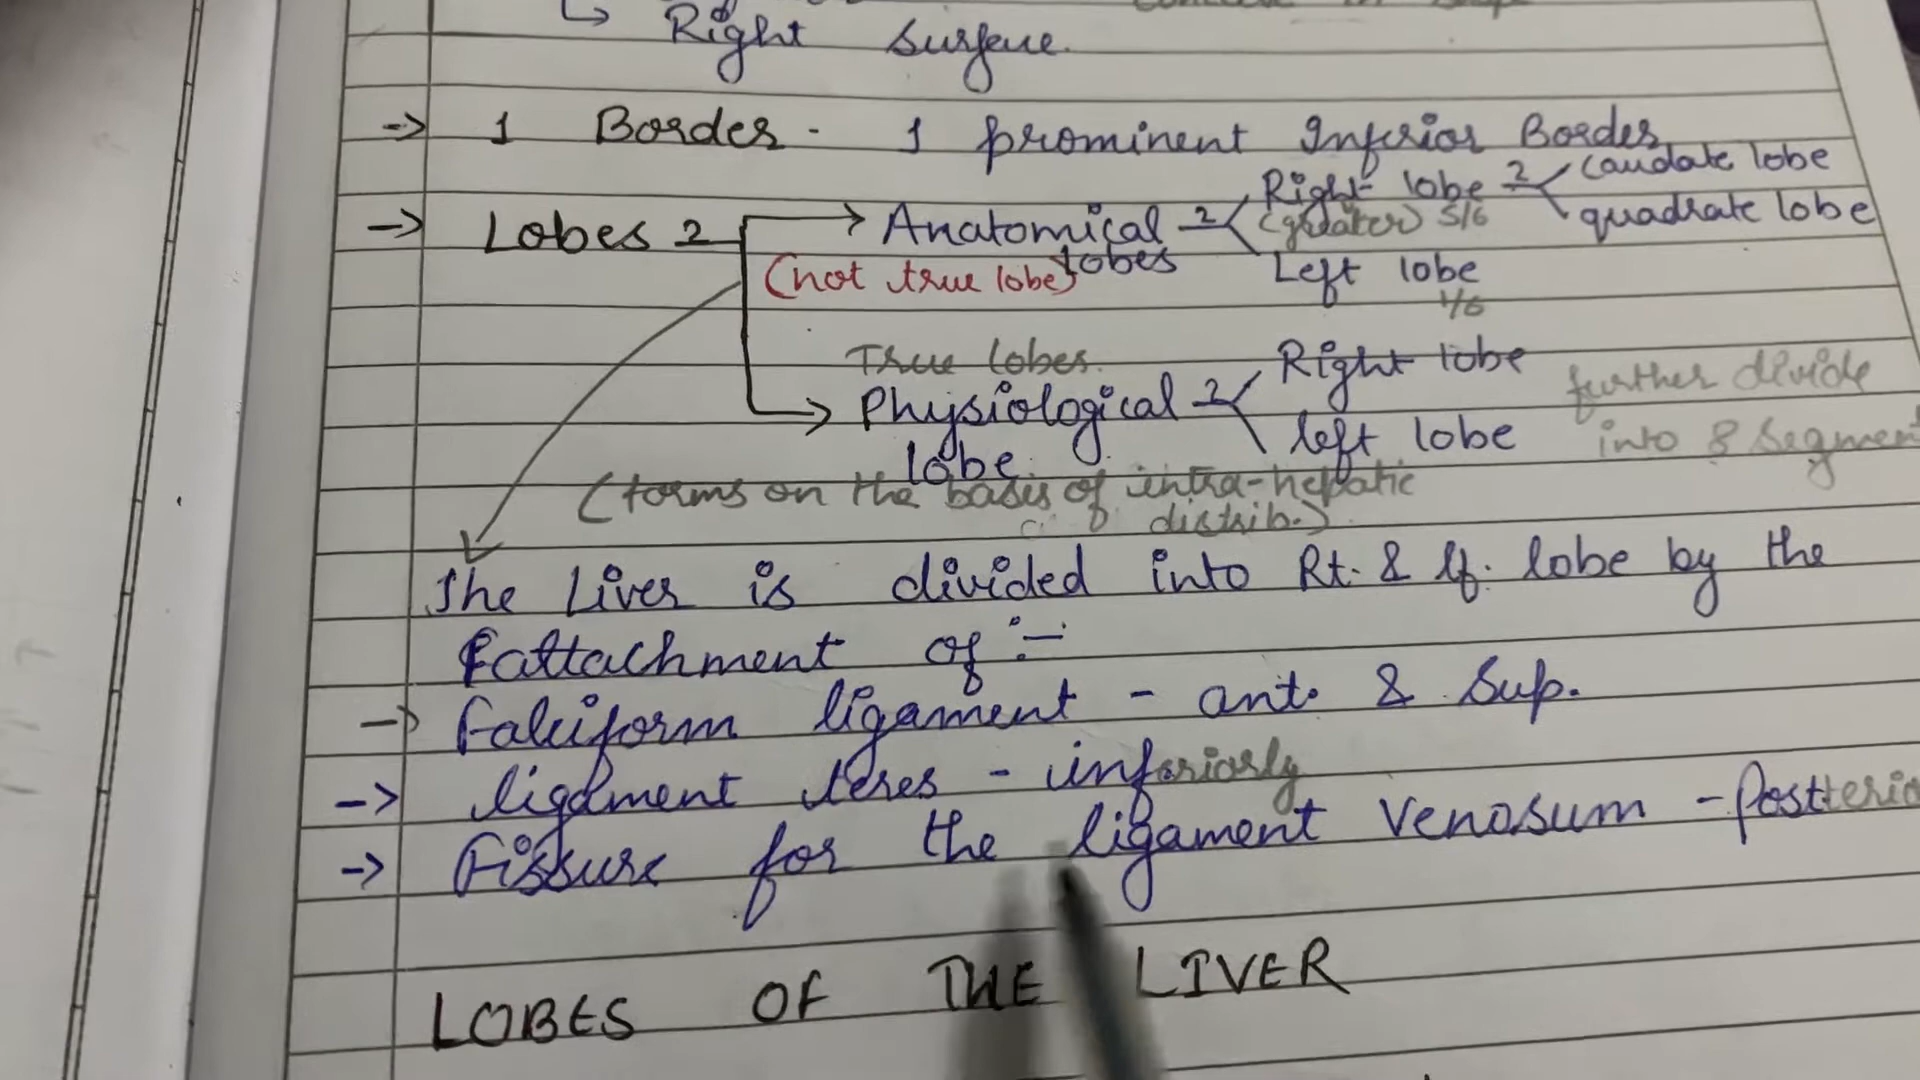 ↳ Right Surface.
→ 1 Border - 1 prominent Inferior Border
→ Lobes 2 → Anatomical lobes 2 Right lobe 2 caudate lobe
(greater) 5/6 quadrate lobe
(not true lobe) Left lobe
1/6
True lobes. Right lobe further divide
→ Physiological lobe. 2 left lobe into 8 Segment
(forms on the basis of intra-hepatic
distrib.)
The Liver is divided into Rt. & lf. lobe by the
attachment of :-
→ Falciform ligament - ant. & Sup.
→ ligament teres - inferiorly
→ Fissure for the ligament venosum - Postterio
LOBES OF THE LIVER